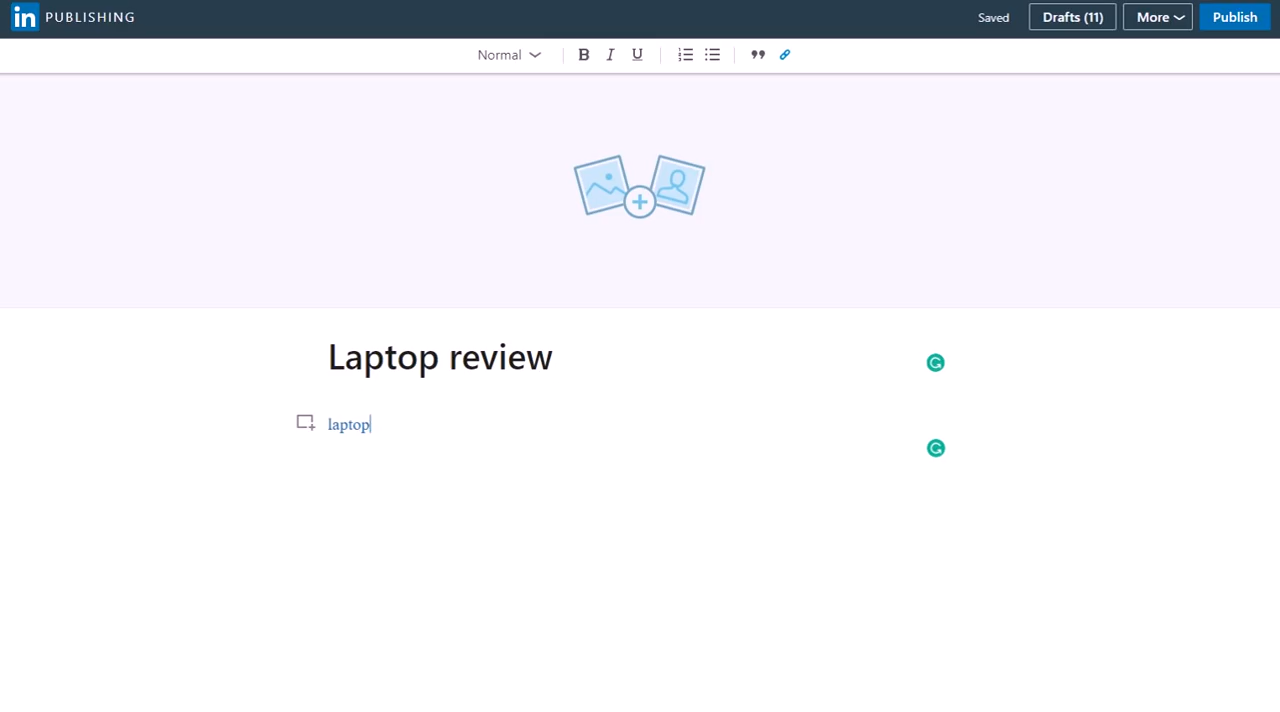 in PUBLISHING
Saved
Drafts (11)
More
Publish
Normal
B I U
Laptop review
laptop